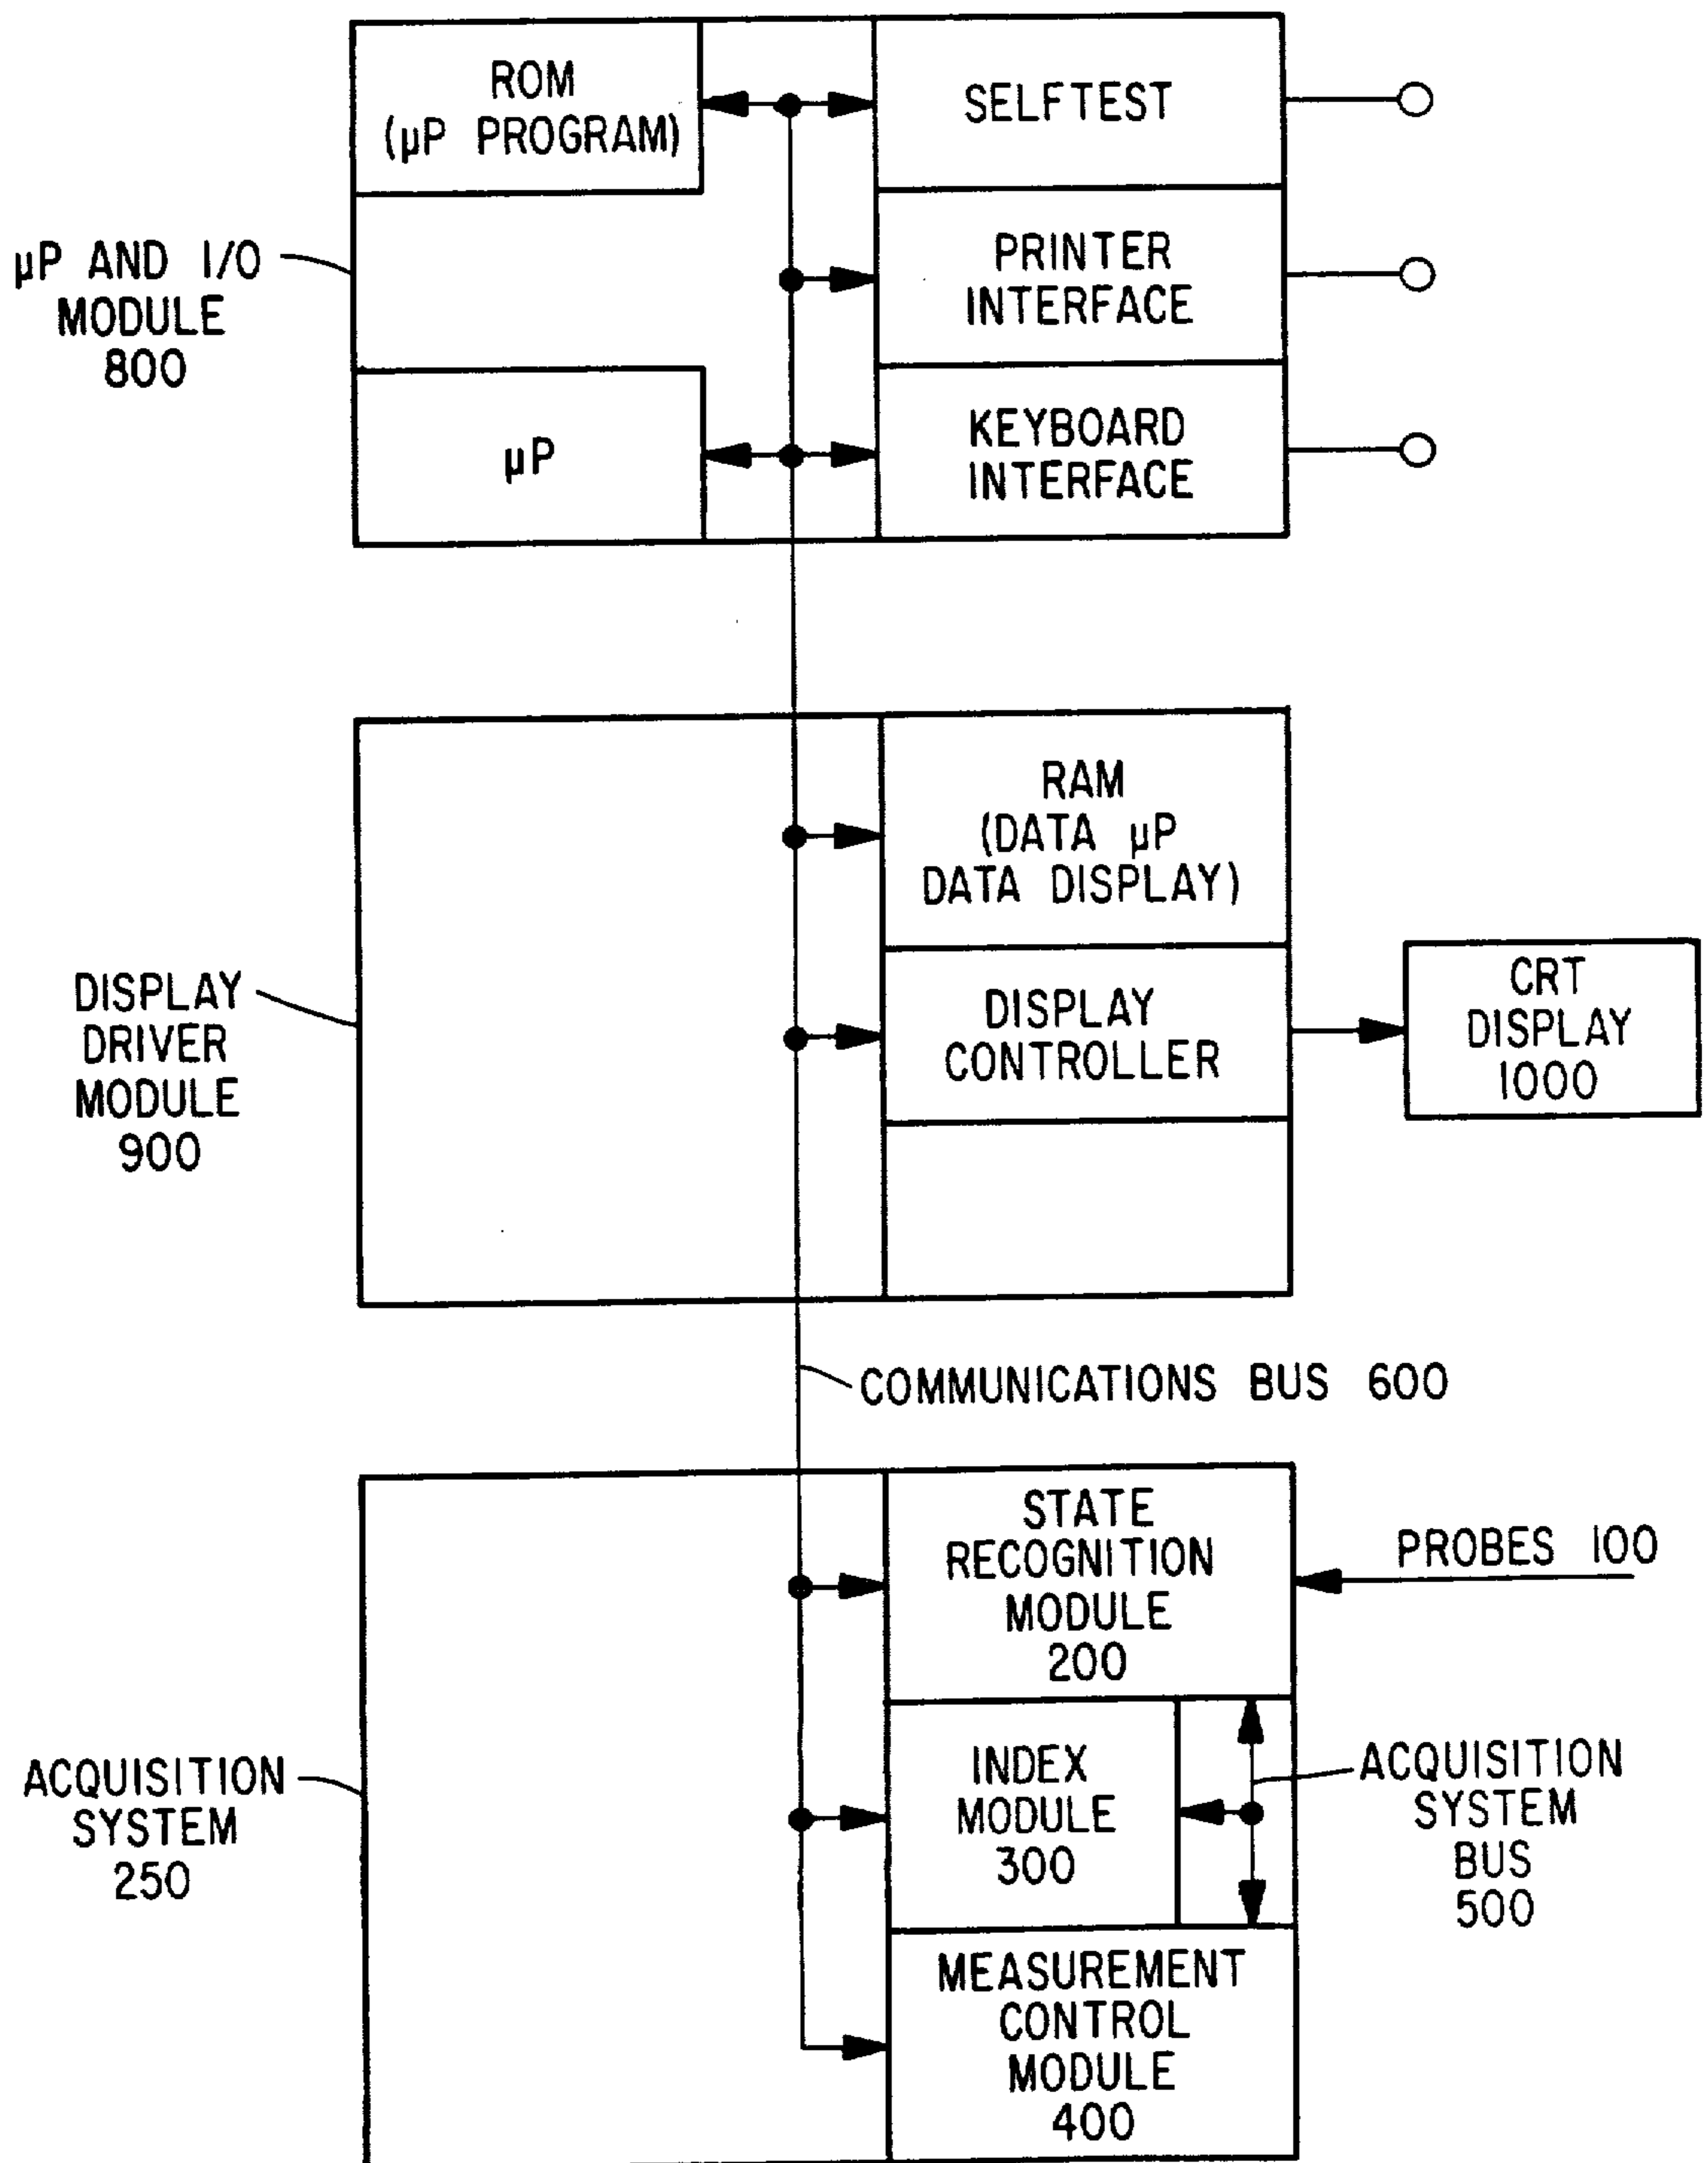 ROM
(µP PROGRAM)
SELFTEST
PRINTER
INTERFACE
µP AND I/O
MODULE
800
µP
KEYBOARD
INTERFACE
RAM
(DATA µP
DATA DISPLAY)
DISPLAY
DRIVER
MODULE
900
DISPLAY
CONTROLLER
CRT
DISPLAY
1000
COMMUNICATIONS BUS 600
STATE
RECOGNITION
MODULE
200
PROBES 100
ACQUISITION
SYSTEM
250
INDEX
MODULE
300
ACQUISITION
SYSTEM
BUS
500
MEASUREMENT
CONTROL
MODULE
400